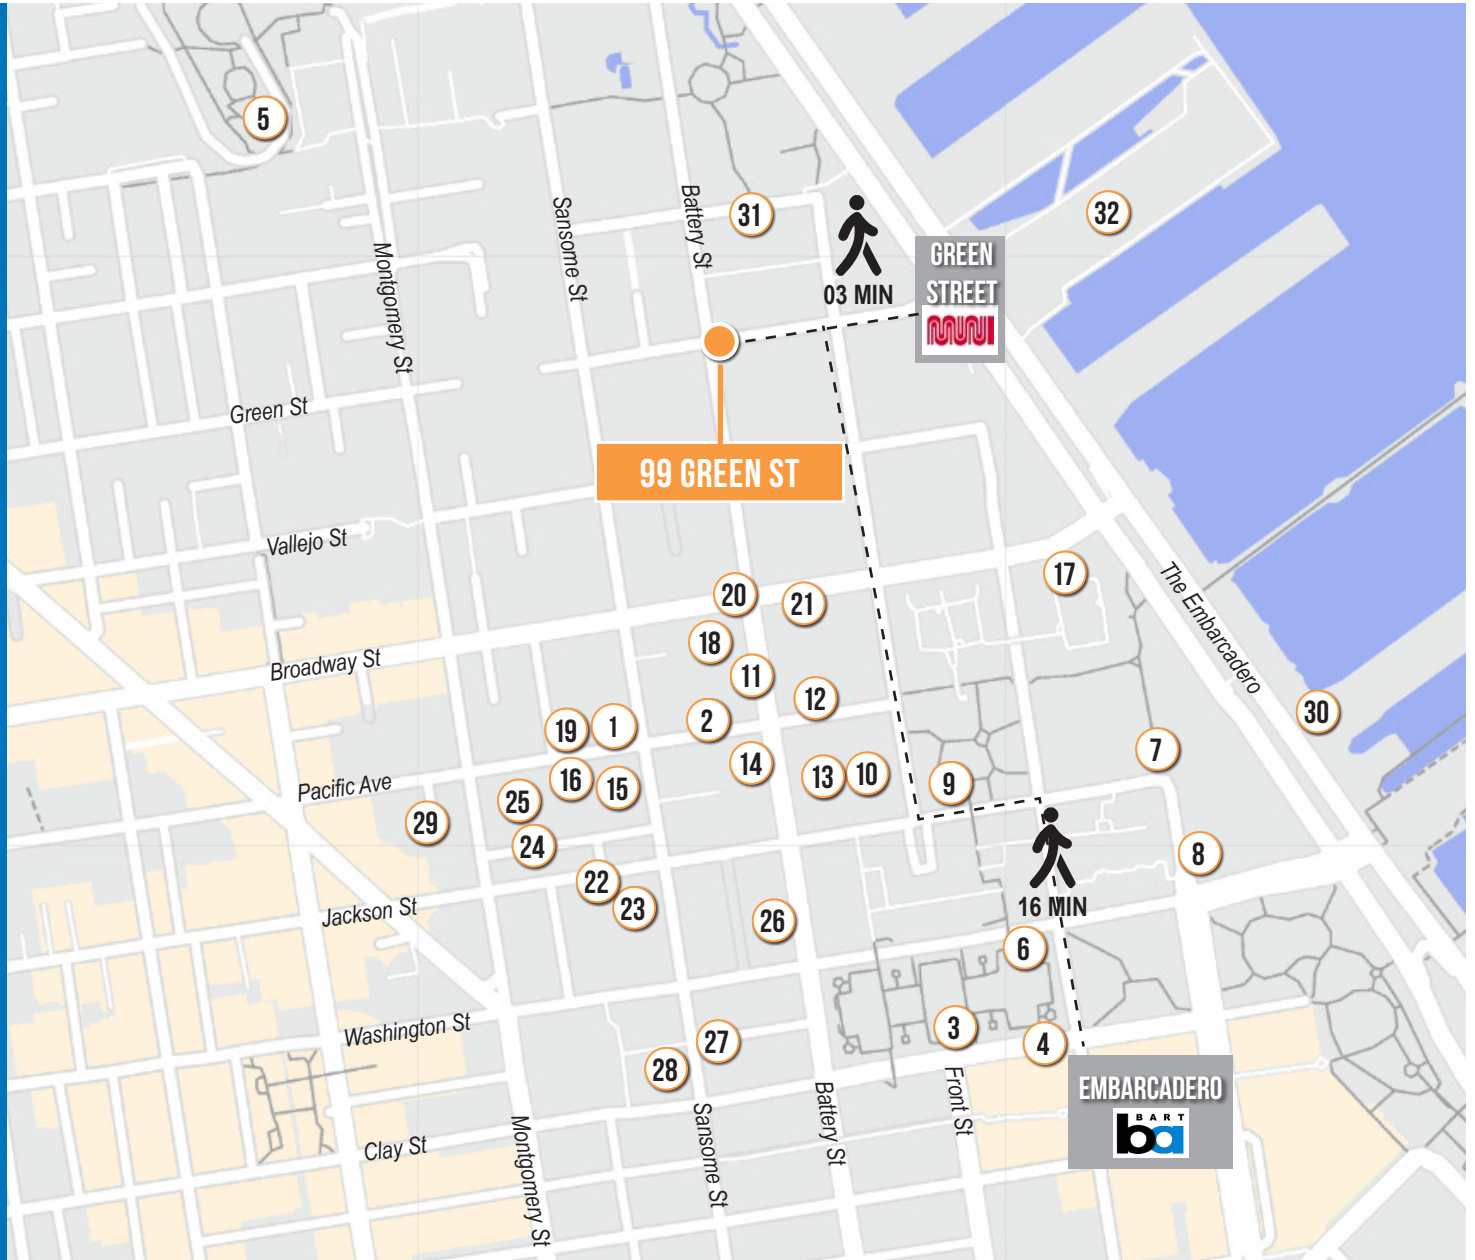 5
31
32
Sansome St
Battery St
Montgomery St
03 MIN
GREEN
STREET
MUNI
Green St
99 GREEN ST
Vallejo St
17
20
21
The Embarcadero
18
Broadway St
11
12
30
19
1
2
7
14
16
15
13
10
9
Pacific Ave
25
29
24
8
22
23
Jackson St
16 MIN
26
6
Washington St
3
27
4
28
EMBARCADERO
BART
ba
Clay St
Montgomery St
Sansome St
Battery St
Front St